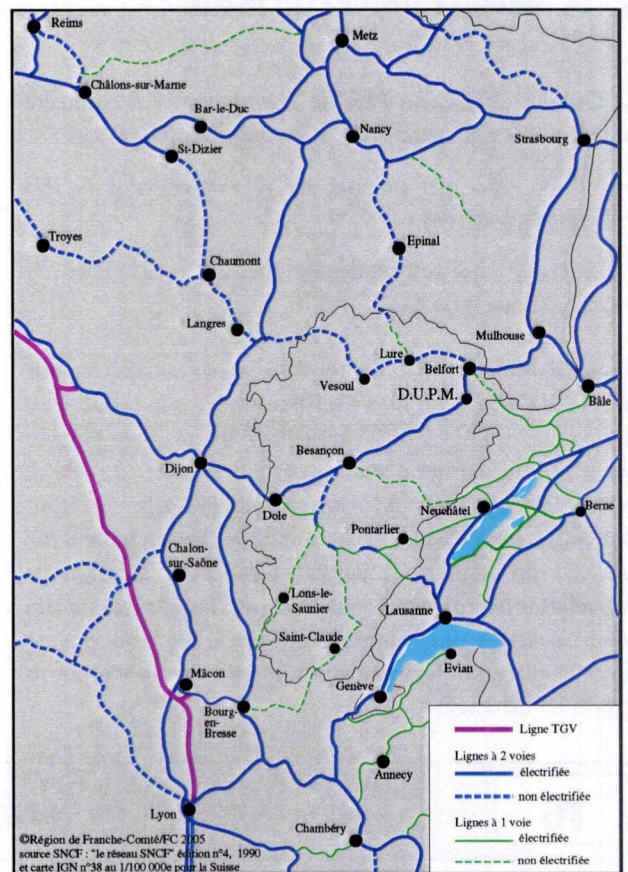 Reims
Metz
Châlons-sur-Marne
Bar-le-Duc
Nancy
Strasbourg
St-Dizier
Troyes
Epinal
Chaumont
Langres
Mulhouse
Lure
Belfort
Vesoul
D.U.P.M.
Bâle
Besançon
Dijon
Dole
Neuchâtel
Berne
Pontarlier
Chalon-
sur-Saône
Lons-le-
Saunier
Lausanne
Saint-Claude
Evian
Mâcon
Genève
Bourg-
en-
Bresse
Annecy
Lyon
Chambéry
Ligne TGV
Lignes à 2 voies
électrifiée
non électrifiée
Lignes à 1 voie
électrifiée
non électrifiée
©Région de Franche-Comté/FC 2005
source SNCF : "le réseau SNCF" édition n°4, 1990
et carte IGN n°38 au 1/100 000e pour la Suisse